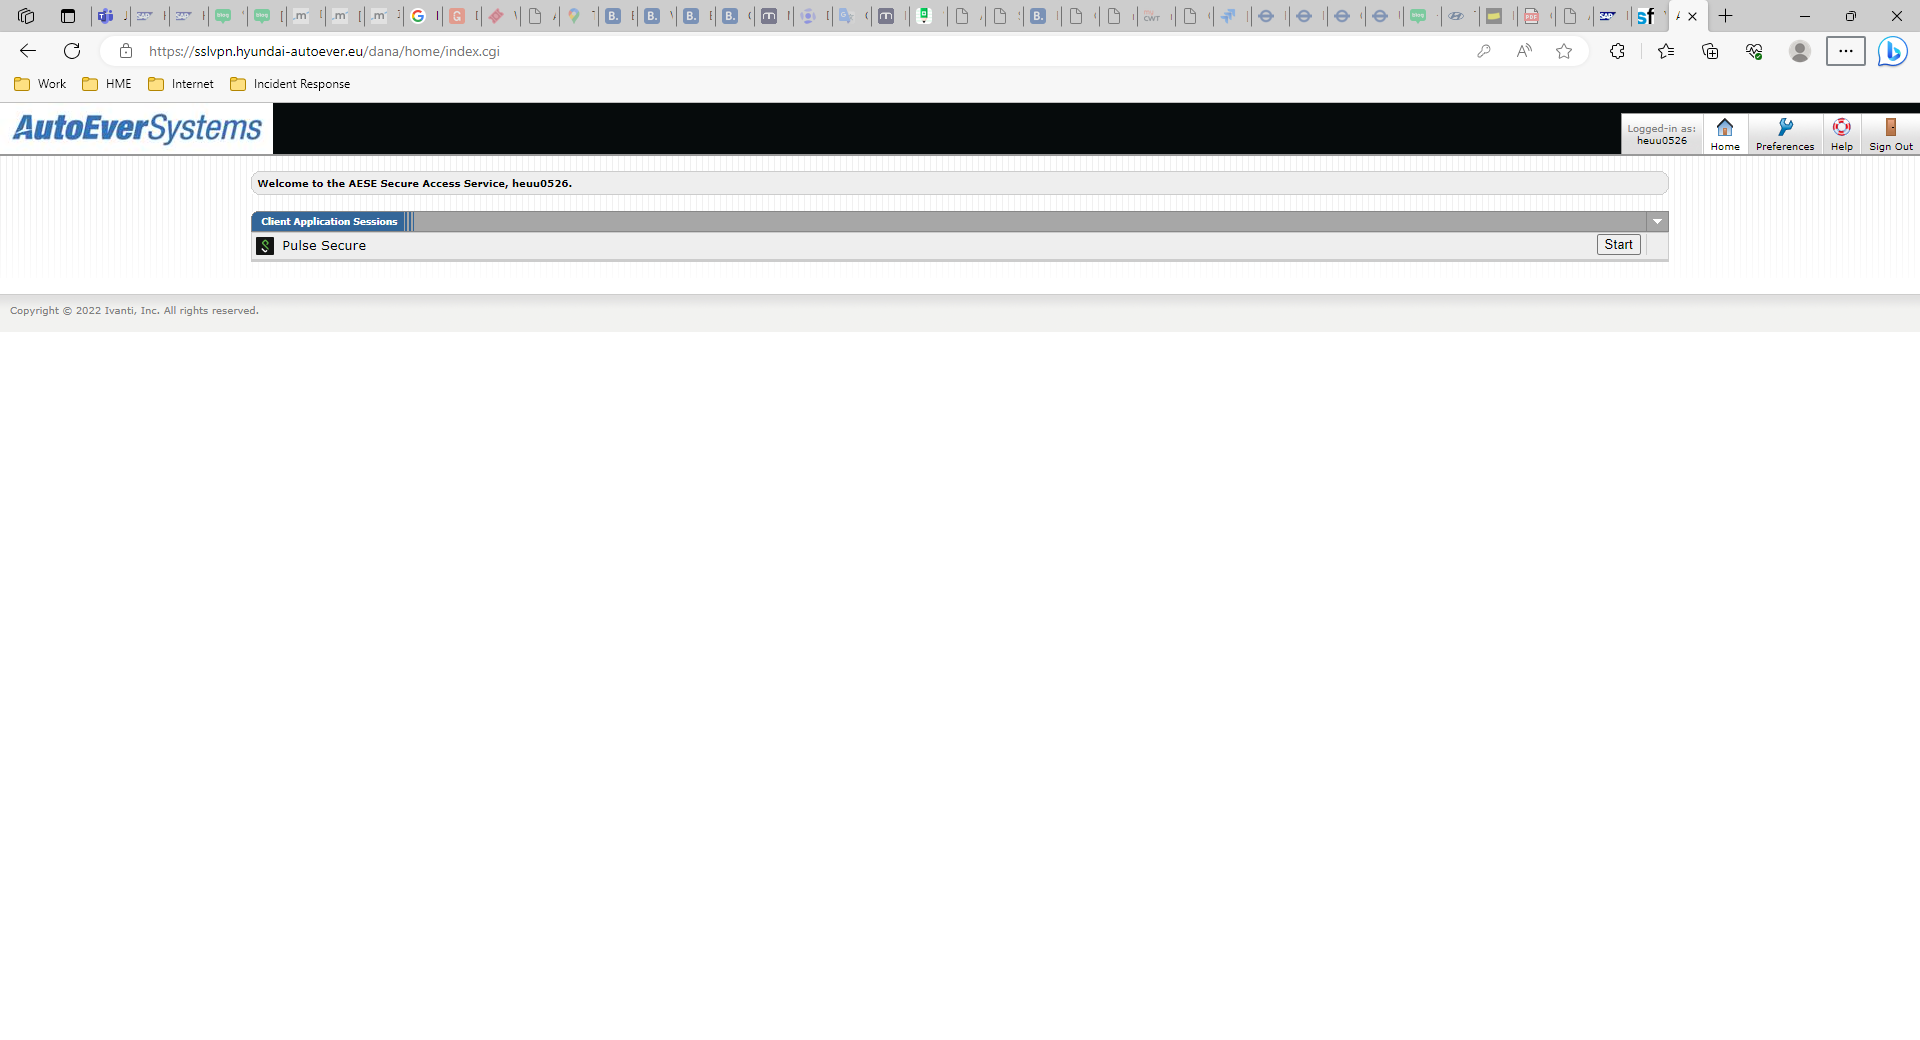 https://sslvpn.hyundai-autoever.eu/dana/home/index.cgi
Work HME Internet Incident Response
AutoEverSystems
Logged-in as:
heuu0526
Home Preferences Help Sign Out
Welcome to the AESE Secure Access Service, heuu0526.
Client Application Sessions
Pulse Secure Start
Copyright © 2022 Ivanti, Inc. All rights reserved.